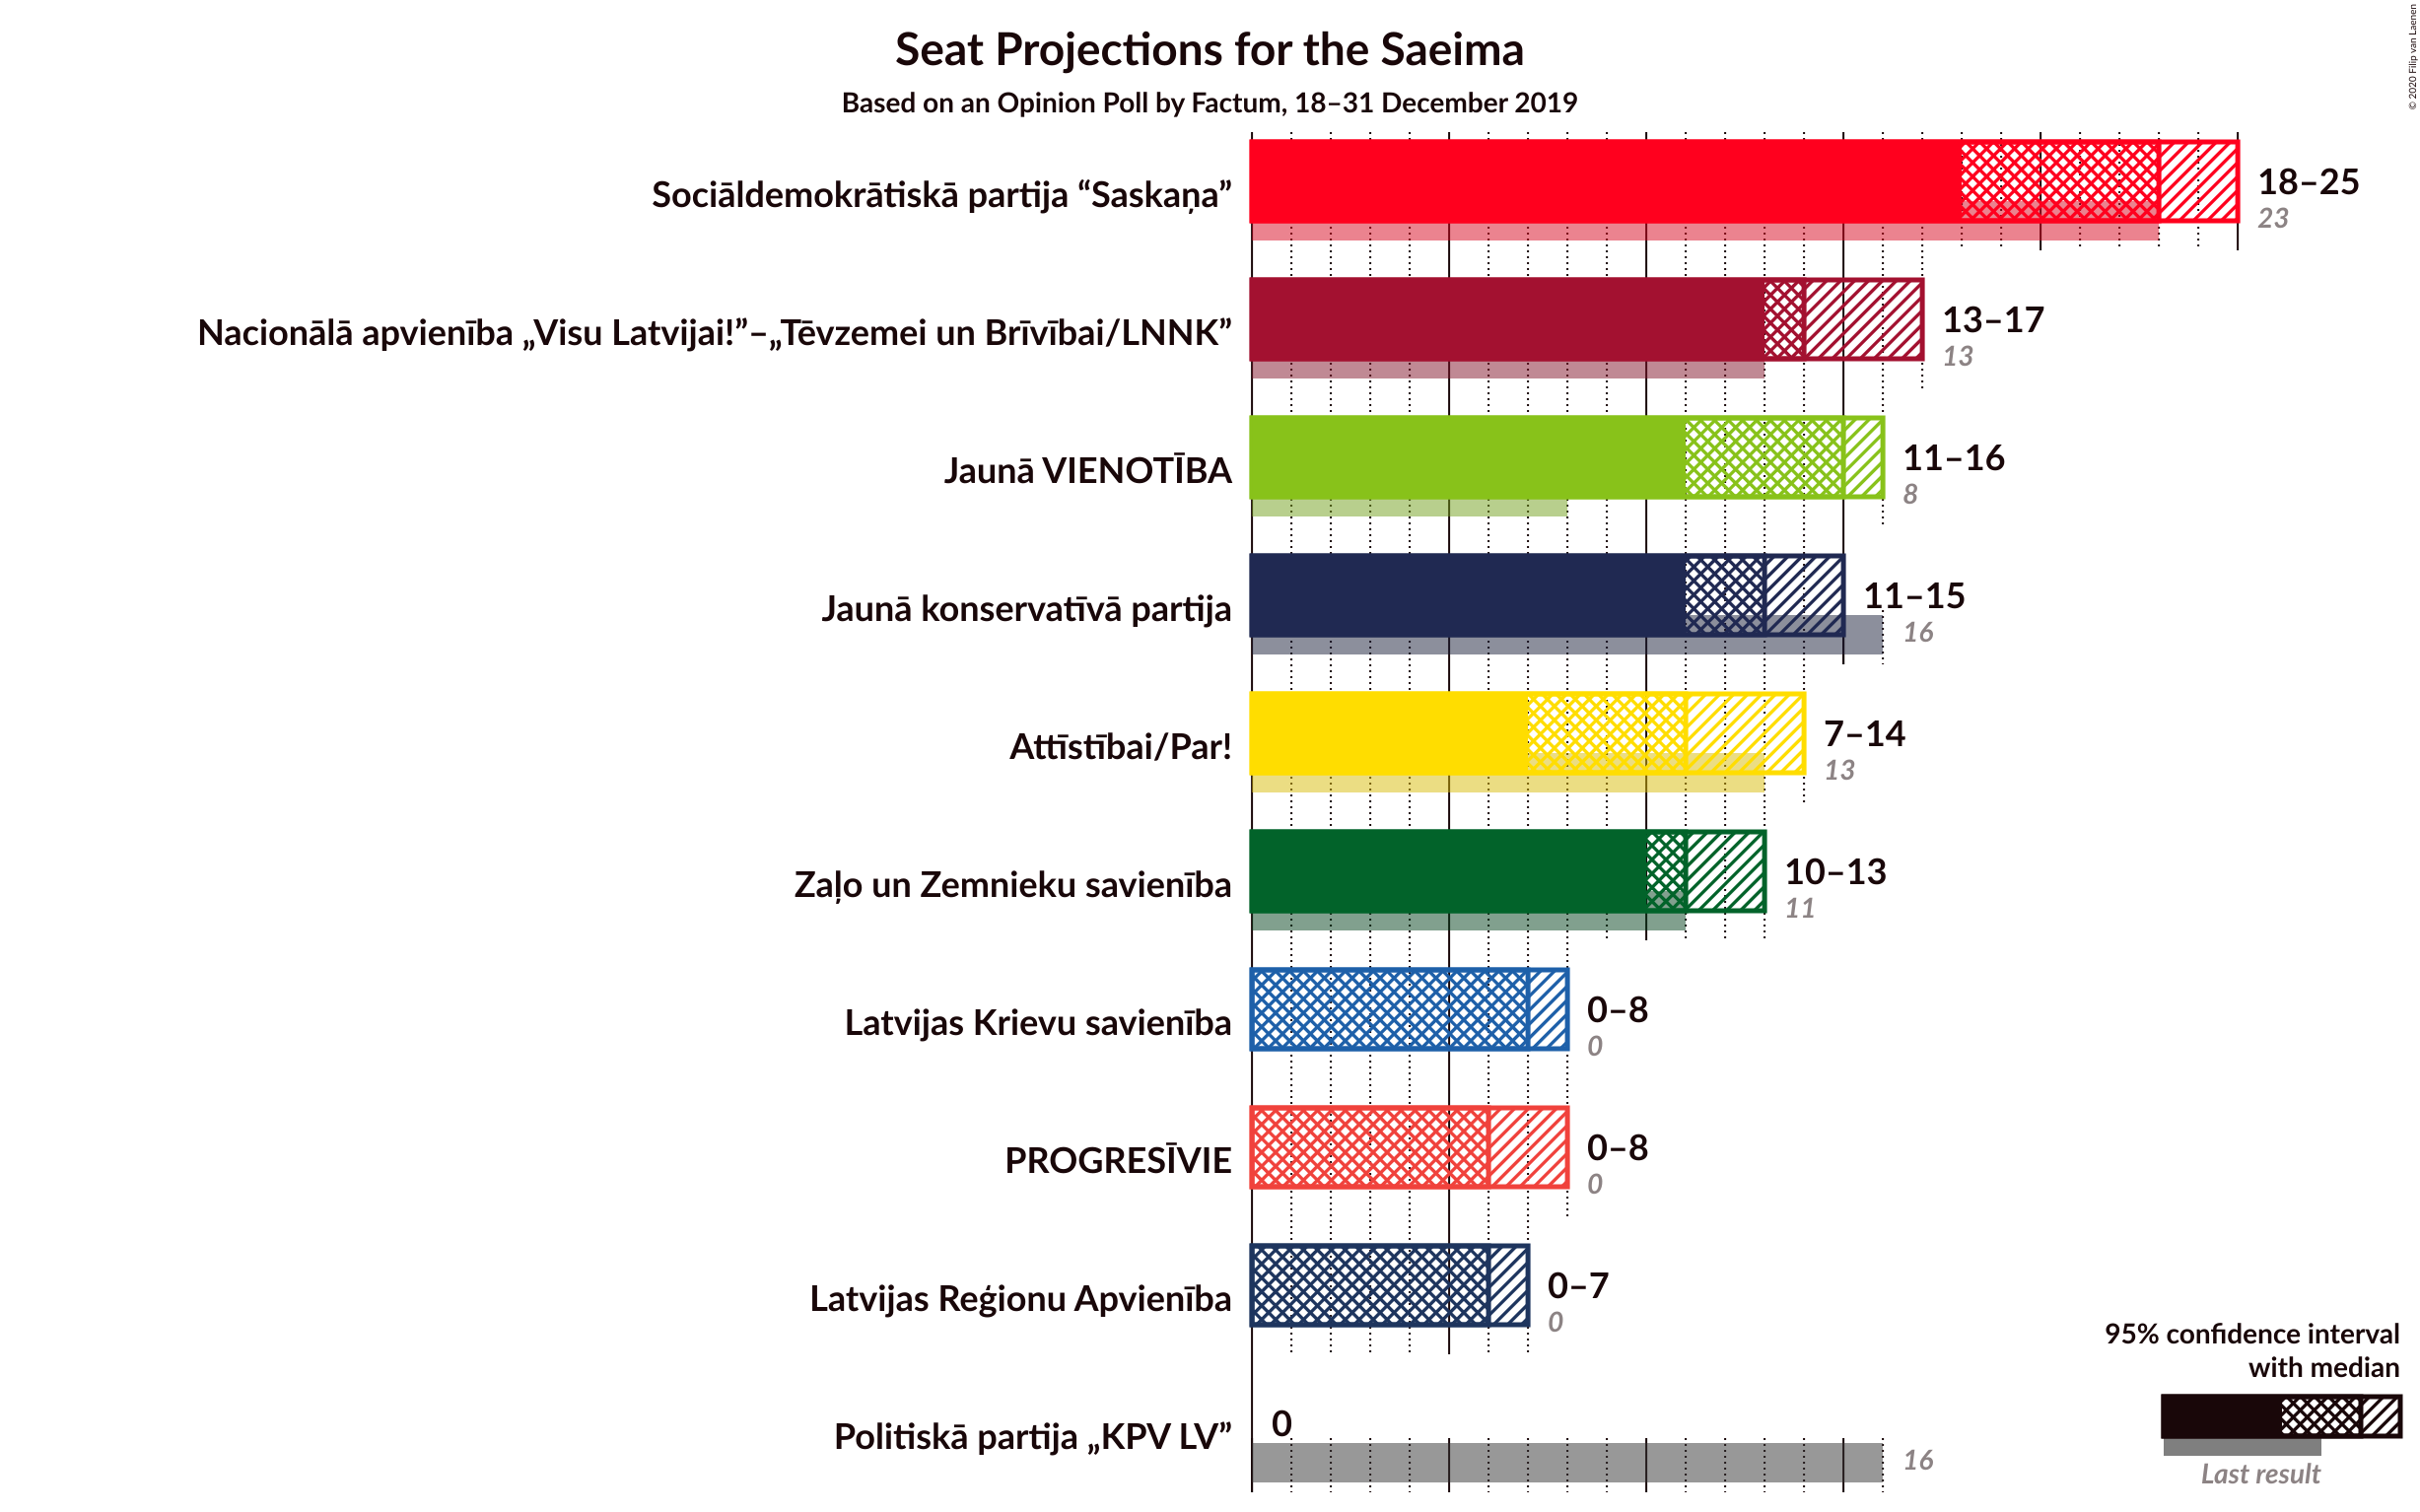 Seat Projections for the Saeima
Based on an Opinion Poll by Factum, 18–31 December 2019
© 2020 Filip van Laenen
Sociāldemokrātiskā partija “Saskaņa”
18–25
23
Nacionālā apvienība „Visu Latvijai!”–„Tēvzemei un Brīvībai/LNNK”
13–17
13
Jaunā VIENOTĪBA
11–16
8
Jaunā konservatīvā partija
11–15
16
Attīstībai/Par!
7–14
13
Zaļo un Zemnieku savienība
10–13
11
Latvijas Krievu savienība
0–8
0
PROGRESĪVIE
0–8
0
Latvijas Reģionu Apvienība
0–7
0
Politiskā partija „KPV LV”
0
16
95% confidence interval
with median
Last result